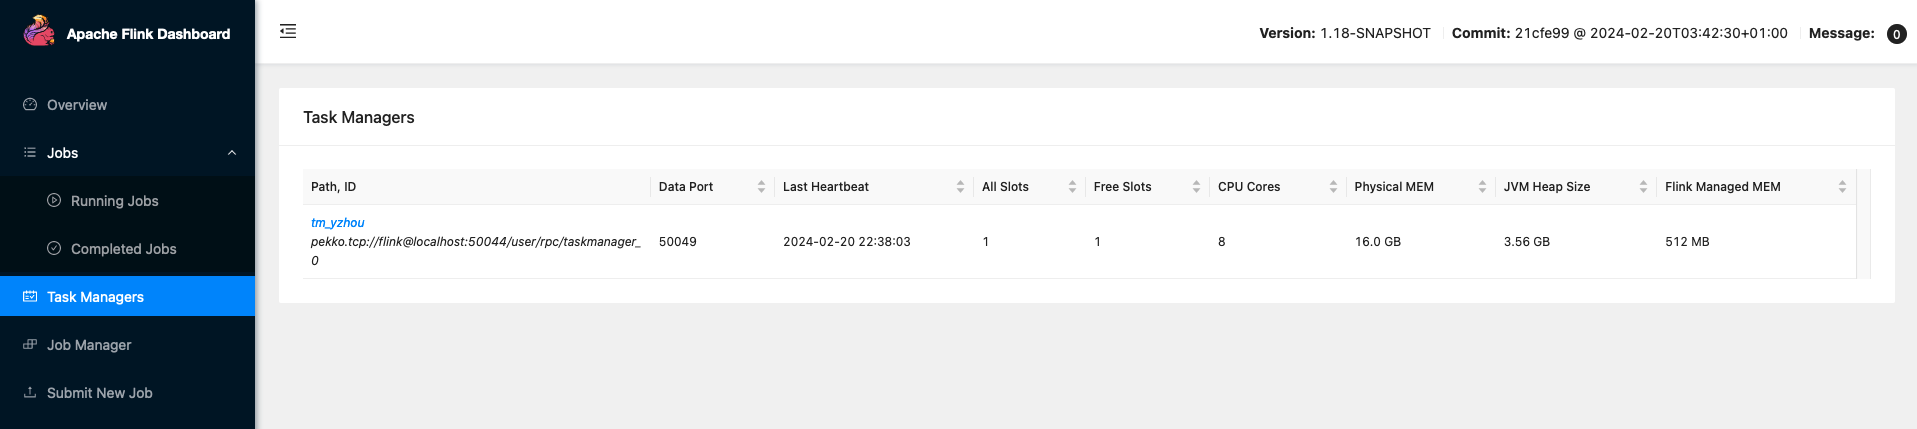 Apache Flink Dashboard
Version: 1.18-SNAPSHOT Commit: 21cfe99 @ 2024-02-20T03:42:30+01:00 Message: 0
Overview
Jobs
Running Jobs
Completed Jobs
Task Managers
Job Manager
Submit New Job
Task Managers
Path, ID Data Port Last Heartbeat All Slots Free Slots CPU Cores Physical MEM JVM Heap Size Flink Managed MEM
tm_yzhou
pekko.tcp://flink@localhost:50044/user/rpc/taskmanager_ 50049 2024-02-20 22:38:03 1 1 8 16.0 GB 3.56 GB 512 MB
0